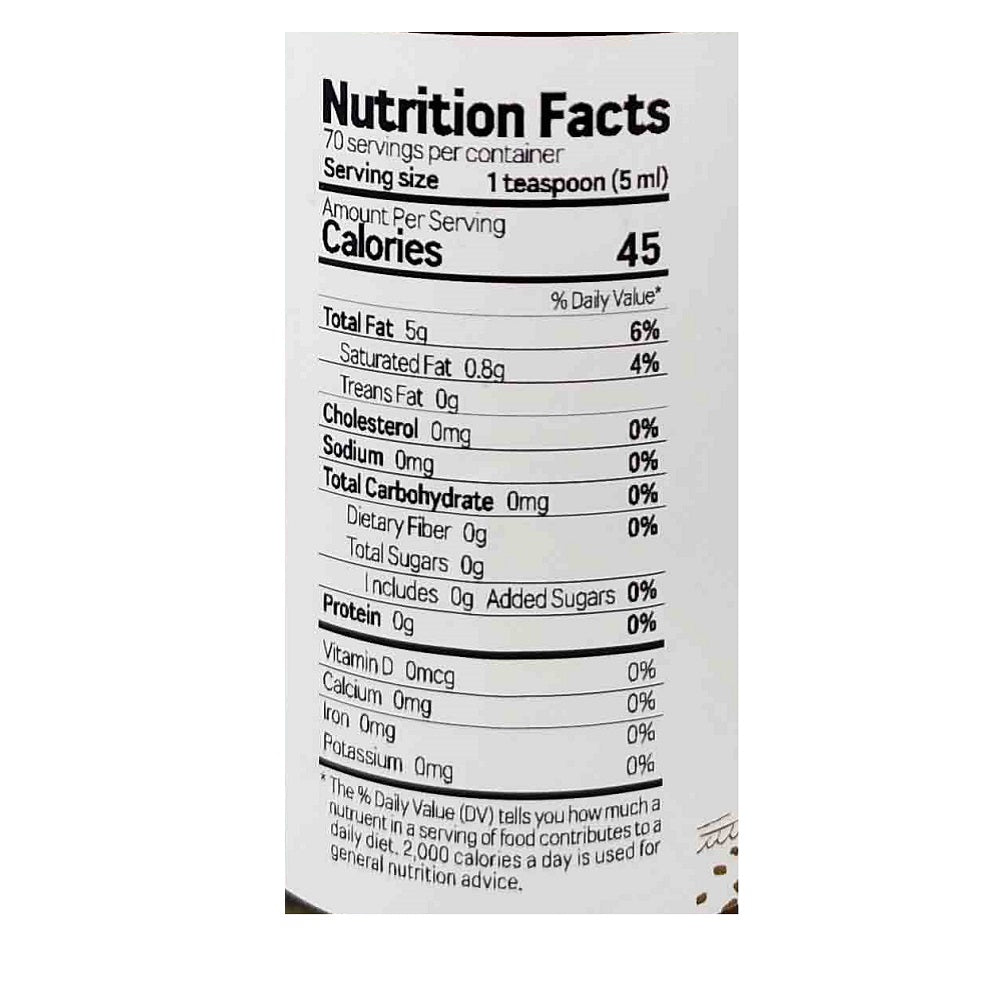 Nutrition Facts
70 servings per container
Serving size 1 teaspoon (5 ml)
Amount Per Serving
Calories 45
% Daily Value*
Total Fat 5g 6%
Saturated Fat 0.8g 4%
Treans Fat 0g
Cholesterol 0mg 0%
Sodium 0mg 0%
Total Carbohydrate 0mg 0%
Dietary Fiber 0g 0%
Total Sugars 0g
Includes 0g Added Sugars 0%
Protein 0g 0%
Vitamin D 0mcg 0%
Calcium 0mg 0%
Iron 0mg 0%
Potassium 0mg 0%
* The % Daily Value (DV) tells you how much a
nutruent in a serving of food contributes to a
daily diet. 2,000 calories a day is used for
general nutrition advice.